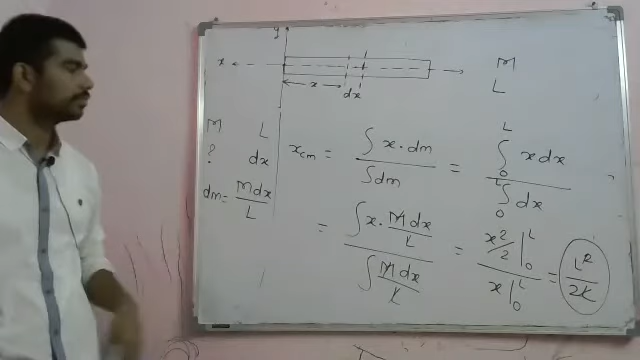 y
x
x
dx
M
L
M L
? dx
dm = Mdx/L
x_cm = ∫ x · dm / ∫ dm = ∫₀ᴸ x dx / ∫₀ᴸ dx
= ∫ x · Mdx/L / ∫ Mdx/L = x²/2 |₀ᴸ / x |₀ᴸ = L²/2L